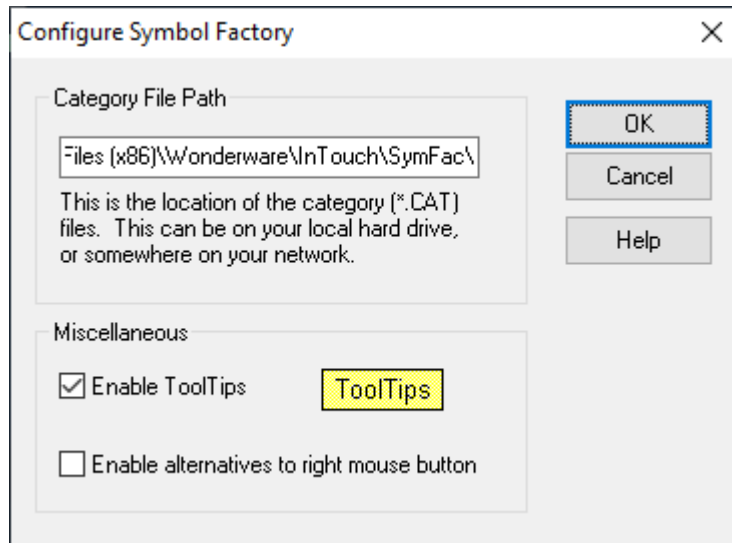 Configure Symbol Factory
Category File Path
Files (x86)\Wonderware\InTouch\SymFac\
This is the location of the category (*.CAT)
files. This can be on your local hard drive,
or somewhere on your network.
OK
Cancel
Help
Miscellaneous
Enable ToolTips
ToolTips
Enable alternatives to right mouse button